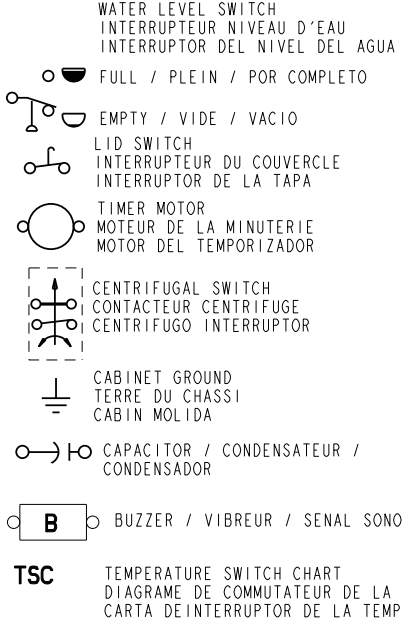 WATER LEVEL SWITCH
INTERRUPTEUR NIVEAU D'EAU
INTERRUPTOR DEL NIVEL DEL AGUA
FULL / PLEIN / POR COMPLETO
EMPTY / VIDE / VACIO
LID SWITCH
INTERRUPTEUR DU COUVERCLE
INTERRUPTOR DE LA TAPA
TIMER MOTOR
MOTEUR DE LA MINUTERIE
MOTOR DEL TEMPORIZADOR
CENTRIFUGAL SWITCH
CONTACTEUR CENTRIFUGE
CENTRIFUGO INTERRUPTOR
CABINET GROUND
TERRE DU CHASSI
CABIN MOLIDA
CAPACITOR / CONDENSATEUR /
CONDENSADOR
B BUZZER / VIBREUR / SENAL SONO
TSC TEMPERATURE SWITCH CHART
DIAGRAME DE COMMUTATEUR DE LA
CARTA DEINTERRUPTOR DE LA TEMP